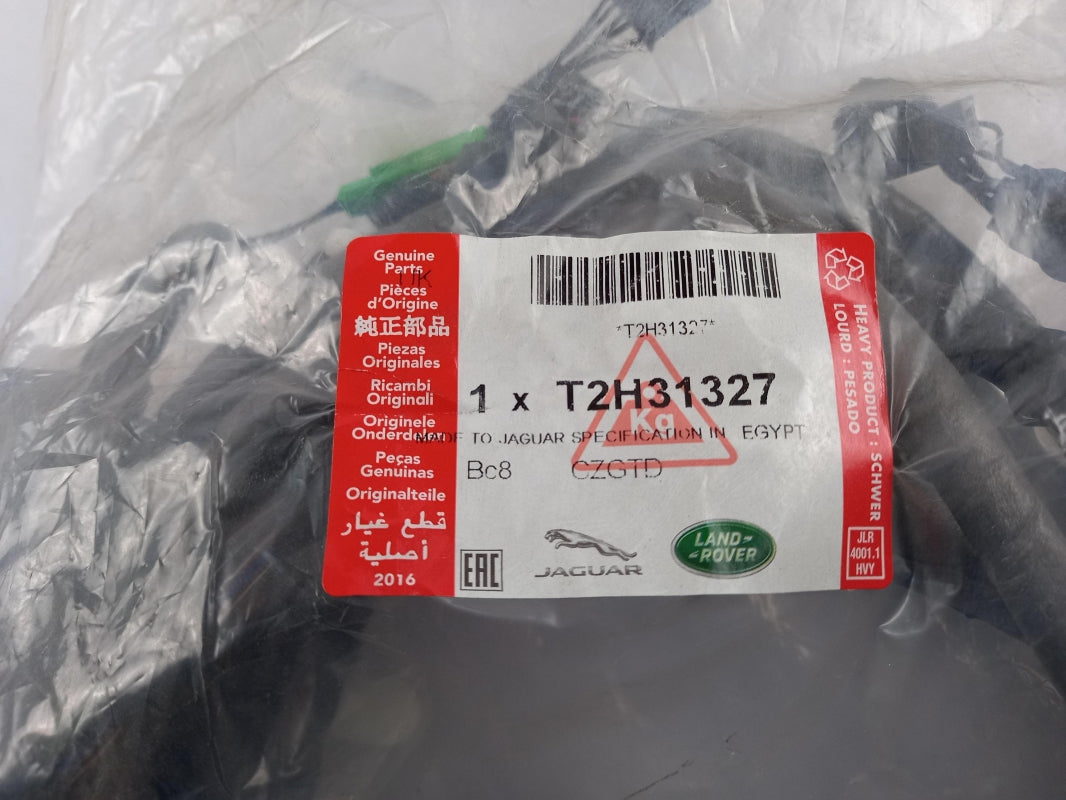 Genuine
Parts
UK
Pièces
d'Origine
純正部品
Piezas
Originales
Ricambi
Originali
Originele
Onderdelen
Peças
Genuínas
Originalteile
قطع غيار
أصلية
2016
*T2H31327*
1 x T2H31327
Kg
MADE TO JAGUAR SPECIFICATION IN EGYPT
Bc8 CZGTD
EAC
JAGUAR
LAND
ROVER
HEAVY PRODUCT : SCHWER
LOURD : PESADO
JLR
4001.1
HVY